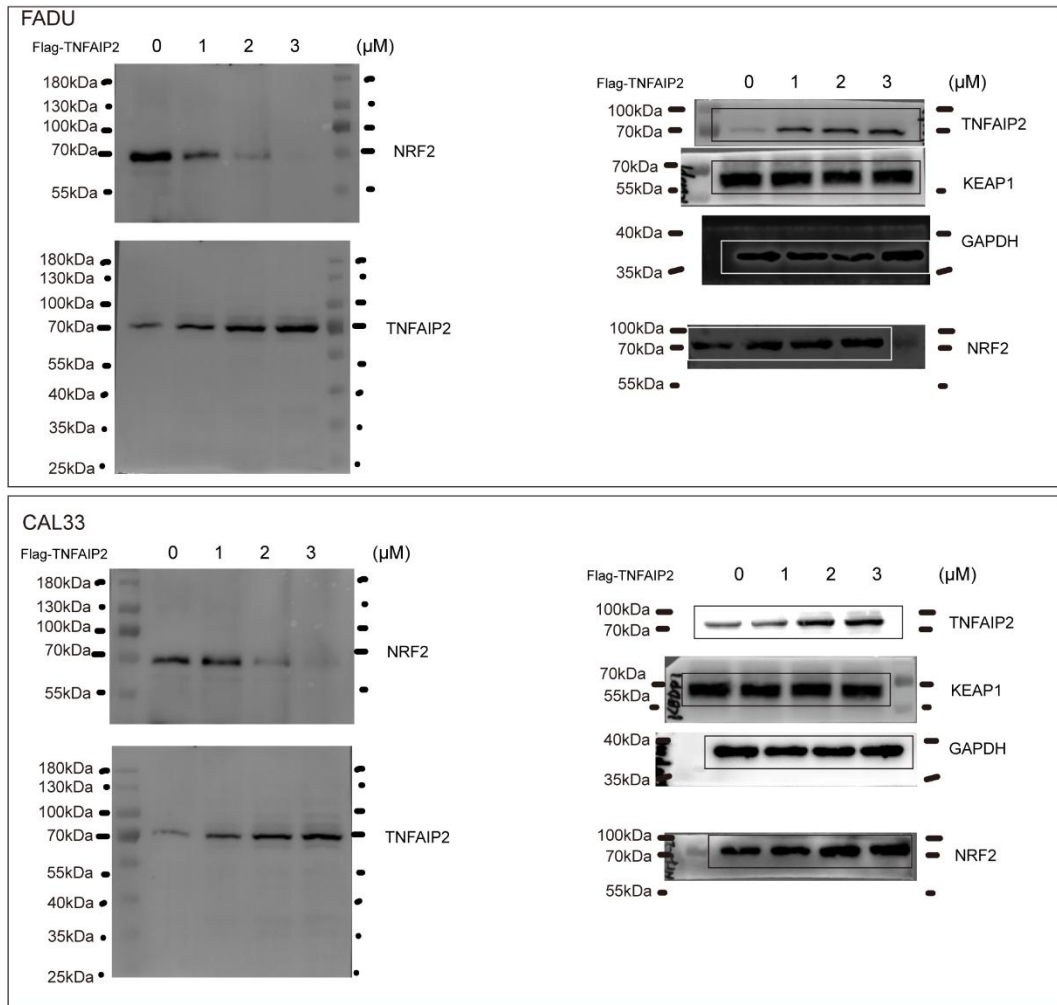 FADU
Flag-TNFAIP2 0 1 2 3 (μM)
180kDa
130kDa
100kDa
70kDa
55kDa
NRF2
180kDa
130kDa
100kDa
70kDa
55kDa
40kDa
35kDa
25kDa
TNFAIP2
Flag-TNFAIP2 0 1 2 3 (μM)
100kDa
70kDa
TNFAIP2
70kDa
55kDa
KEAP1
40kDa
35kDa
GAPDH
100kDa
70kDa
55kDa
NRF2
CAL33
Flag-TNFAIP2 0 1 2 3 (μM)
180kDa
130kDa
100kDa
70kDa
55kDa
NRF2
180kDa
130kDa
100kDa
70kDa
55kDa
40kDa
35kDa
25kDa
TNFAIP2
Flag-TNFAIP2 0 1 2 3 (μM)
100kDa
70kDa
TNFAIP2
70kDa
55kDa
KEAP1
40kDa
35kDa
GAPDH
100kDa
70kDa
55kDa
NRF2